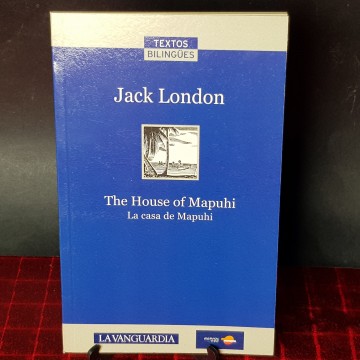 TEXTOS
BILINGÜES
Jack London
The House of Mapuhi
La casa de Mapuhi
LA VANGUARDIA